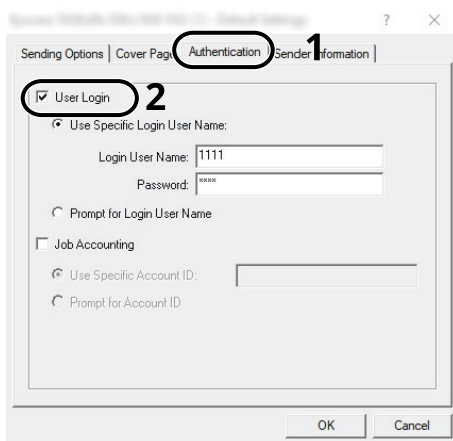 ? ×
1
Sending Options Cover Page Authentication Sender Information
User Login 2
Use Specific Login User Name:
Login User Name: 1111
Password: ****
Prompt for Login User Name
Job Accounting
Use Specific Account ID:
Prompt for Account ID
OK Cancel